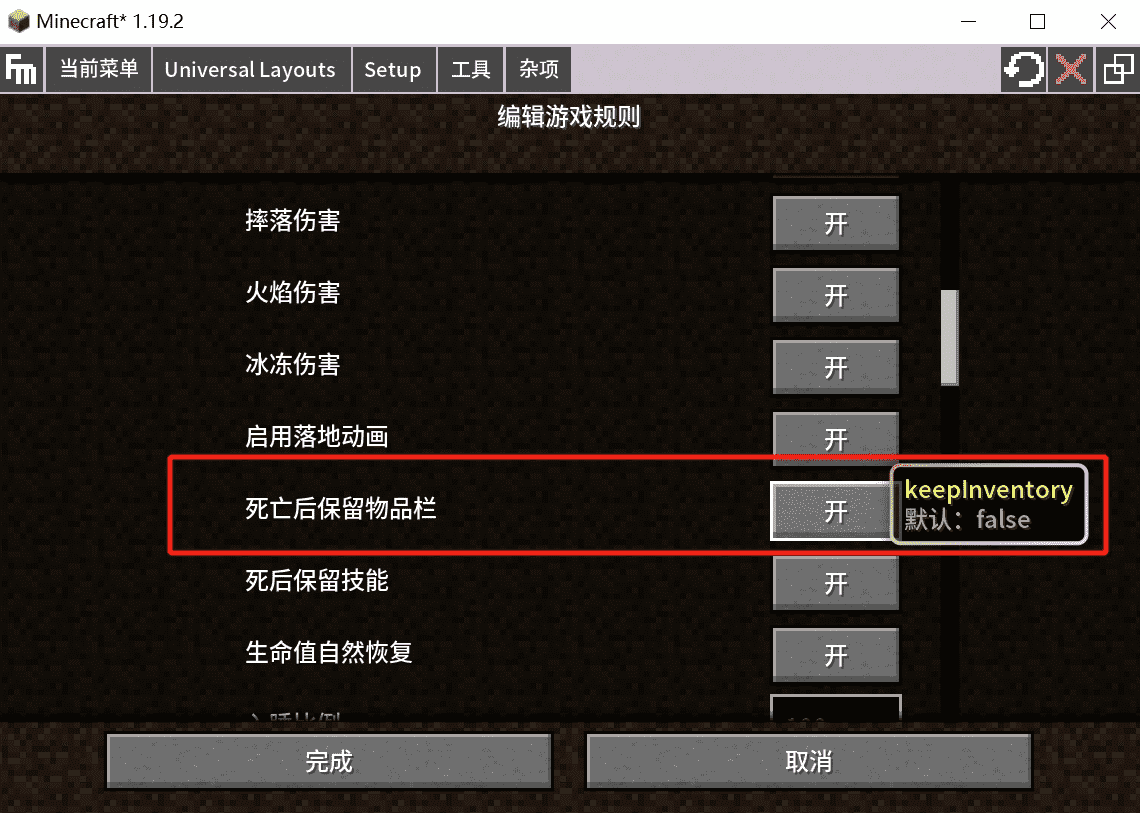 Minecraft* 1.19.2
Fm 当前菜单 Universal Layouts Setup 工具 杂项
编辑游戏规则
摔落伤害 开
火焰伤害 开
冰冻伤害 开
启用落地动画 开
死亡后保留物品栏 开
keepInventory
默认：false
死后保留技能 开
生命值自然恢复 开
完成 取消